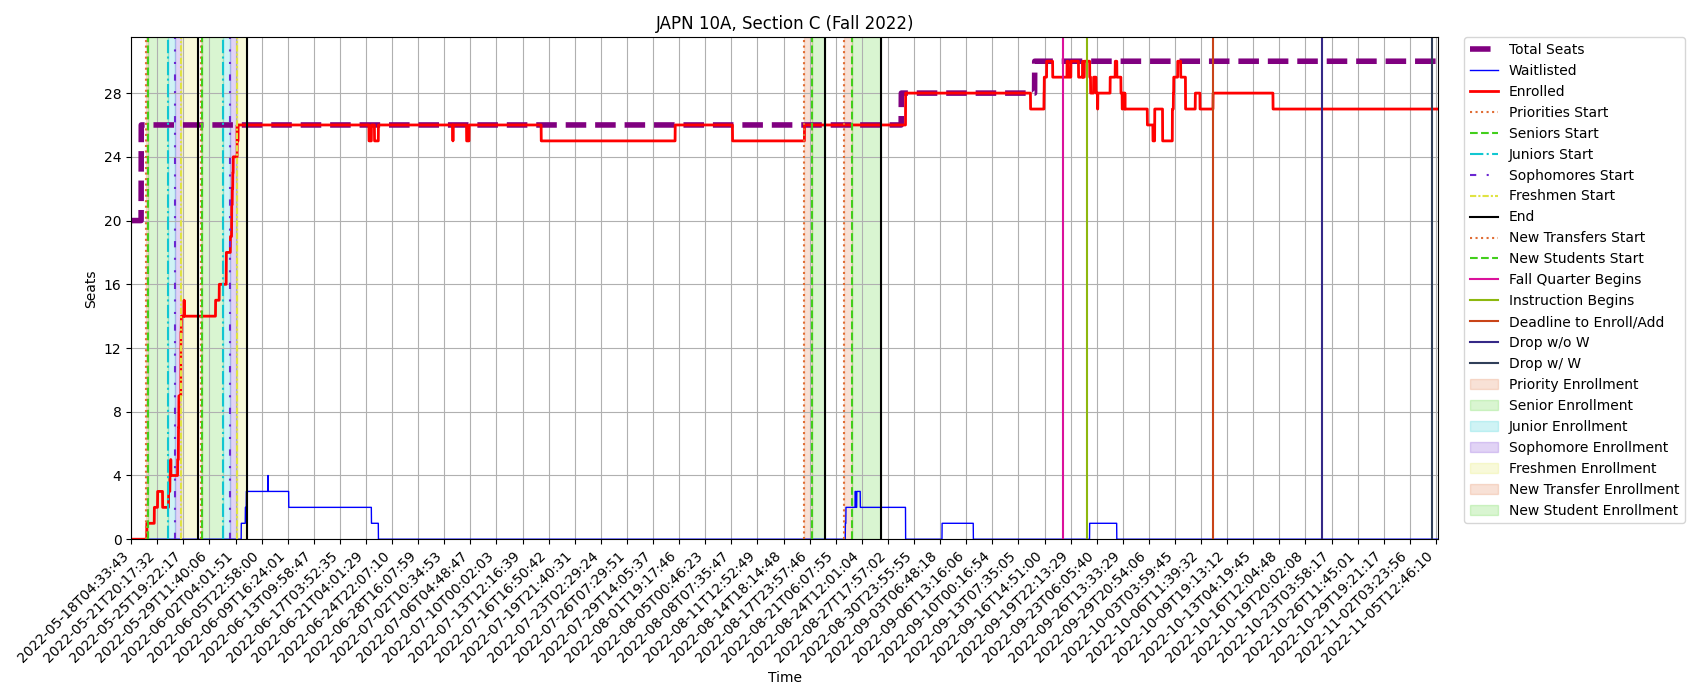 JAPN 10A, Section C (Fall 2022)
Seats
28
24
20
16
12
8
4
0
2022-05-18T04:33:43
2022-05-21T20:17:32
2022-05-25T19:22:17
2022-05-29T11:40:06
2022-06-02T04:01:51
2022-06-05T22:58:00
2022-06-09T16:24:01
2022-06-13T09:58:47
2022-06-17T03:52:35
2022-06-21T04:01:29
2022-06-24T22:07:10
2022-06-28T16:07:59
2022-07-02T10:34:53
2022-07-06T04:48:47
2022-07-10T00:02:03
2022-07-13T12:16:39
2022-07-16T16:50:42
2022-07-19T21:40:31
2022-07-23T02:29:24
2022-07-26T07:29:51
2022-07-29T14:05:37
2022-08-01T19:17:46
2022-08-05T00:46:23
2022-08-08T07:35:47
2022-08-11T12:52:49
2022-08-14T18:14:48
2022-08-17T23:57:46
2022-08-21T06:07:55
2022-08-24T12:01:04
2022-08-27T17:57:02
2022-08-30T23:55:55
2022-09-03T06:48:18
2022-09-06T13:16:06
2022-09-10T00:16:54
2022-09-13T07:35:05
2022-09-16T14:51:00
2022-09-19T22:13:29
2022-09-23T06:05:40
2022-09-26T13:33:29
2022-09-29T20:54:06
2022-10-03T03:59:45
2022-10-06T11:39:32
2022-10-09T19:13:12
2022-10-13T04:19:45
2022-10-16T12:04:48
2022-10-19T20:02:08
2022-10-23T03:58:17
2022-10-26T11:45:01
2022-10-29T19:21:17
2022-11-02T03:23:56
2022-11-05T12:46:10
Time
Total Seats
Waitlisted
Enrolled
Priorities Start
Seniors Start
Juniors Start
Sophomores Start
Freshmen Start
End
New Transfers Start
New Students Start
Fall Quarter Begins
Instruction Begins
Deadline to Enroll/Add
Drop w/o W
Drop w/ W
Priority Enrollment
Senior Enrollment
Junior Enrollment
Sophomore Enrollment
Freshmen Enrollment
New Transfer Enrollment
New Student Enrollment